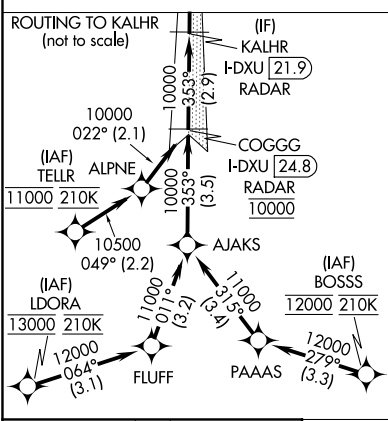 ROUTING TO KALHR
(not to scale)
(IF)
KALHR
I-DXU 21.9
RADAR
10000
353°
(2.9)
10000
022° (2.1)
COGGG
I-DXU 24.8
RADAR
10000
(IAF)
TELLR
11000 210K
ALPNE
10000
353°
(3.5)
10500
049° (2.2)
AJAKS
(IAF)
BOSSS
12000 210K
(IAF)
LDORA
13000 210K
11000
011°
(3.2)
11000
315°
(3.4)
12000
064°
(3.1)
FLUFF
PAAAS
12000
279°
(3.3)